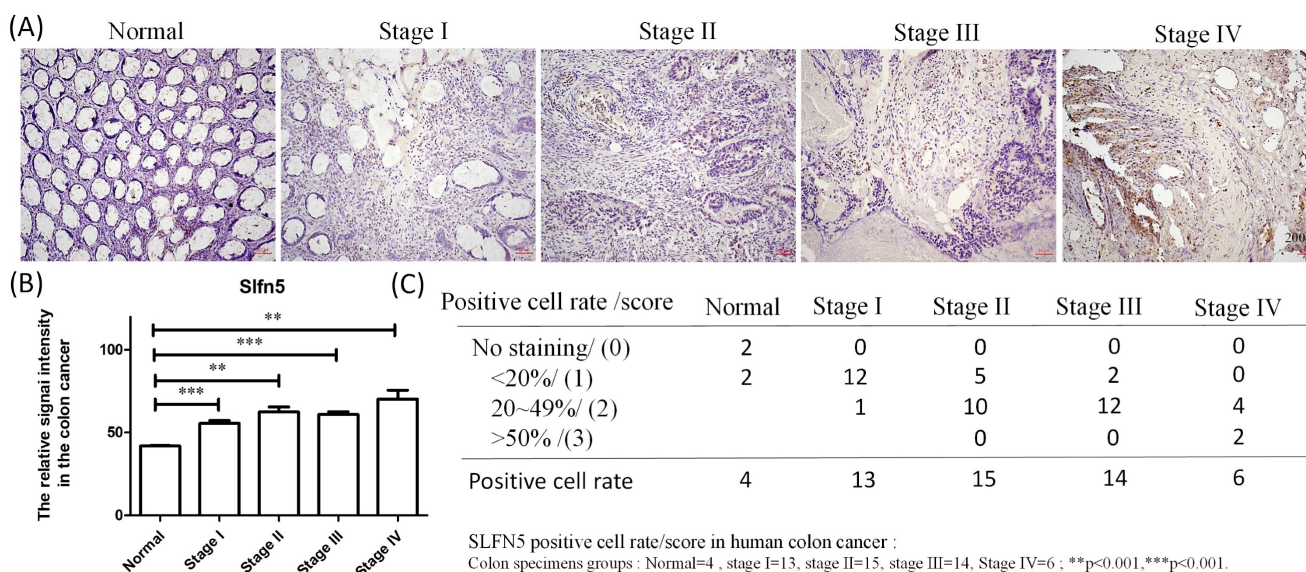 (A)
Normal Stage I Stage II Stage III Stage IV
200
(B)
Slfn5
The relative signai intensity
in the colon cancer
100
50
0
**
***
**
***
Normal Stage I Stage II Stage III Stage IV
(C)
Positive cell rate /score Normal Stage I Stage II Stage III Stage IV
No staining/ (0) 2 0 0 0 0
<20%/ (1) 2 12 5 2 0
20~49%/ (2) 1 10 12 4
>50% /(3) 0 0 2
Positive cell rate 4 13 15 14 6
SLFN5 positive cell rate/score in human colon cancer :
Colon specimens groups : Normal=4 , stage I=13, stage II=15, stage III=14, Stage IV=6 ; **p<0.001,***p<0.001.